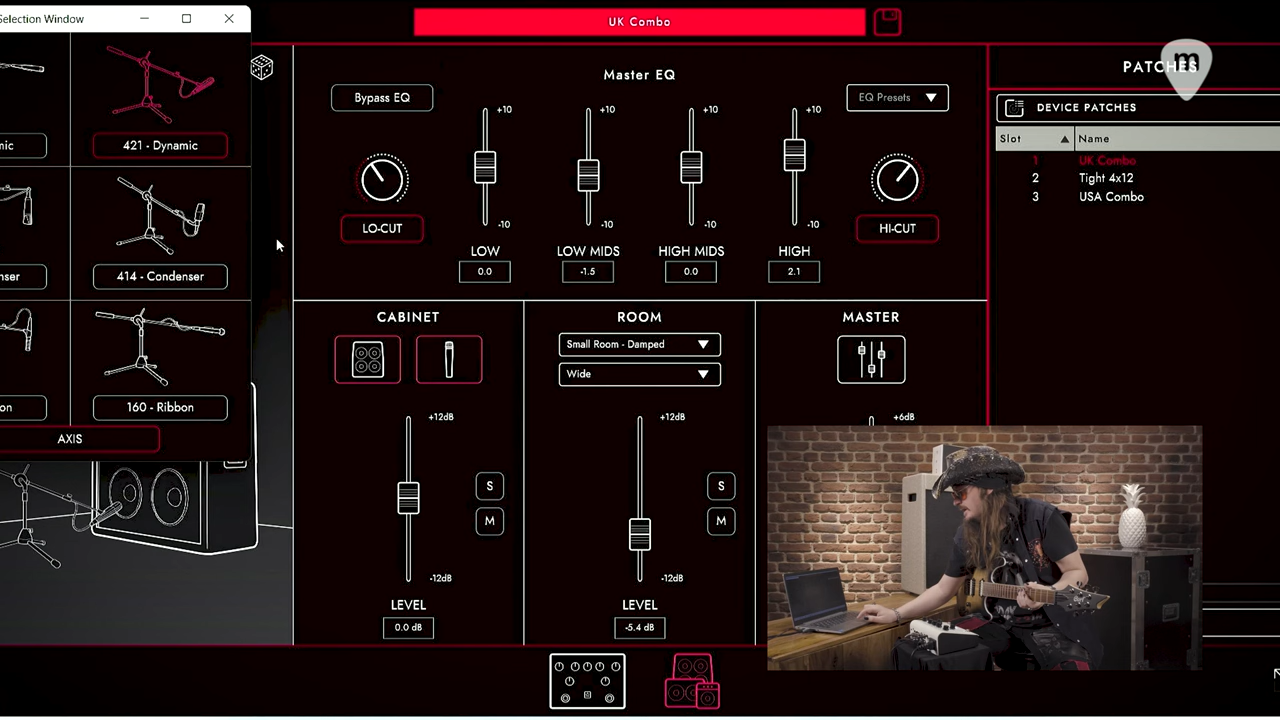 Selection Window
UK Combo
m
Master EQ
PATCHES
Bypass EQ
EQ Presets
DEVICE PATCHES
+10
+10
+10
+10
Slot
Name
421 - Dynamic
1
UK Combo
2
Tight 4x12
3
USA Combo
-10
-10
-10
-10
LO-CUT
HI-CUT
LOW
LOW MIDS
HIGH MIDS
HIGH
0.0
-1.5
0.0
2.1
414 - Condenser
CABINET
ROOM
MASTER
Small Room - Damped
Wide
160 - Ribbon
+12dB
+12dB
+6dB
AXIS
S
S
M
M
-12dB
-12dB
LEVEL
LEVEL
0.0 dB
-5.4 dB